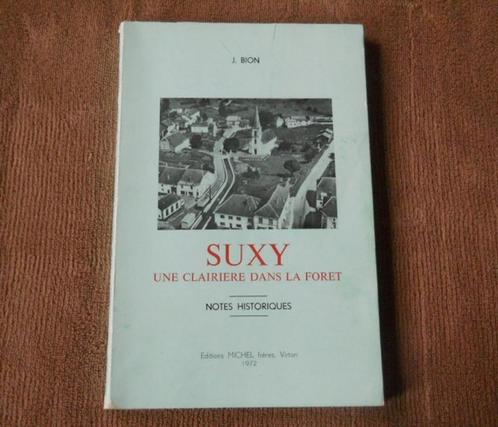 J. BION
SUXY
UNE CLAIRIERE DANS LA FORET
NOTES HISTORIQUES
Editions MICHEL frères, Virton
1972